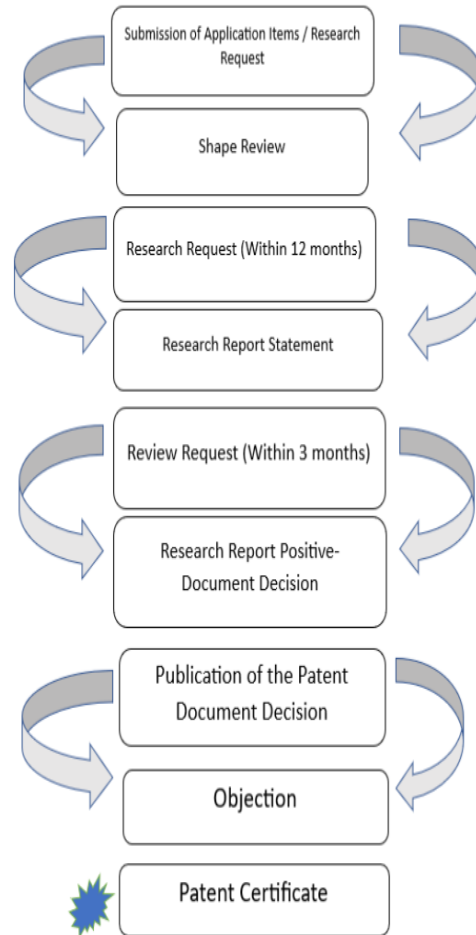 Submission of Application Items / Research
Request
Shape Review
Research Request (Within 12 months)
Research Report Statement
Review Request (Within 3 months)
Research Report Positive-
Document Decision
Publication of the Patent
Document Decision
Objection
Patent Certificate